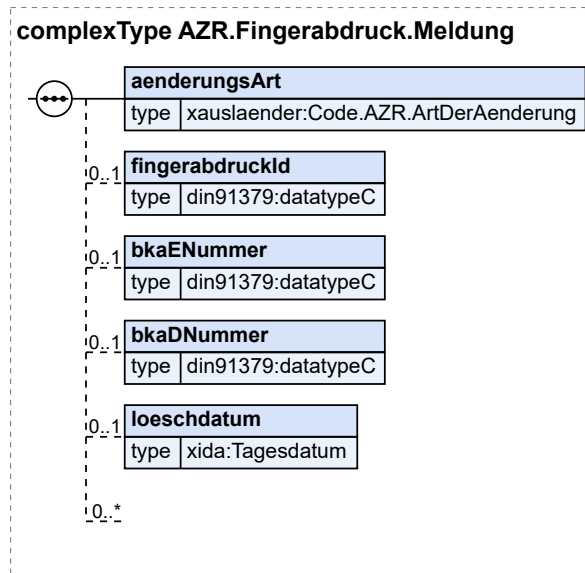 complexType AZR.Fingerabdruck.Meldung
aenderungsArt
type xauslaender:Code.AZR.ArtDerAenderung
0..1 fingerabdruckId
type din91379:datatypeC
0..1 bkaENummer
type din91379:datatypeC
0..1 bkaDNummer
type din91379:datatypeC
0..1 loeschdatum
type xida:Tagesdatum
0..*